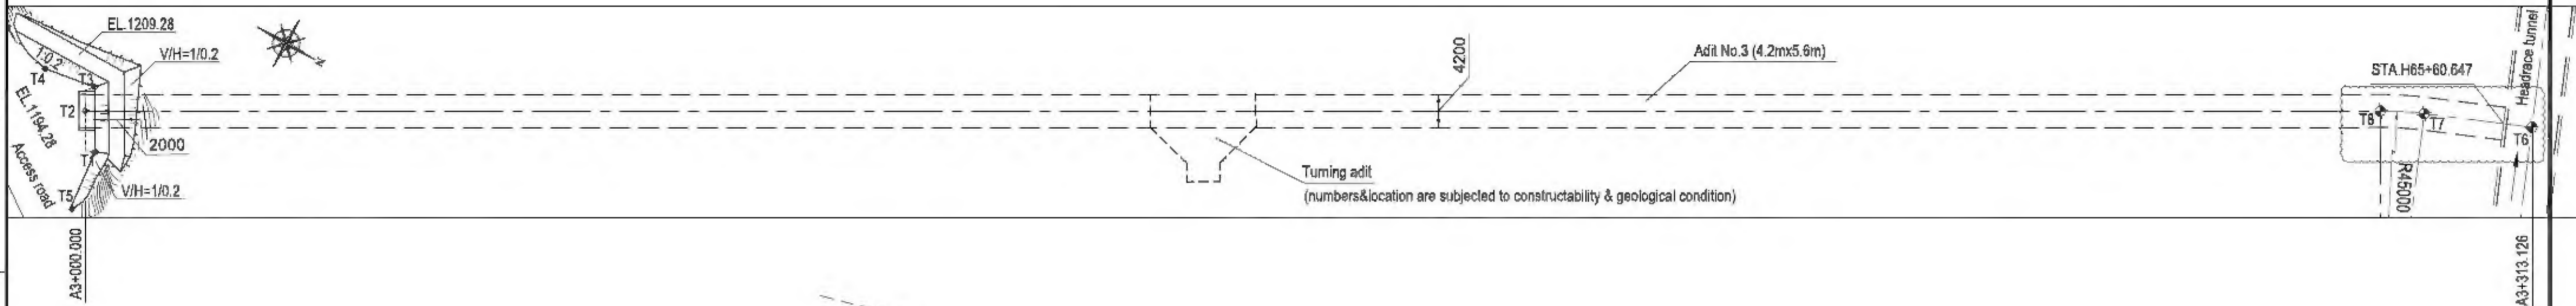 EL.1209.28
V/H=1/0.2
1:0.2
T4
T3
T2
EL.1194.28
Access road
T5
2000
V/H=1/0.2
N
4200
Adit No.3 (4.2mx5.6m)
Turning adit
(numbers&location are subjected to constructability & geological condition)
STA.H65+60.647
Headrace tunnel
T8
T7
T6
R45000
A3+000.000
A3+313.126